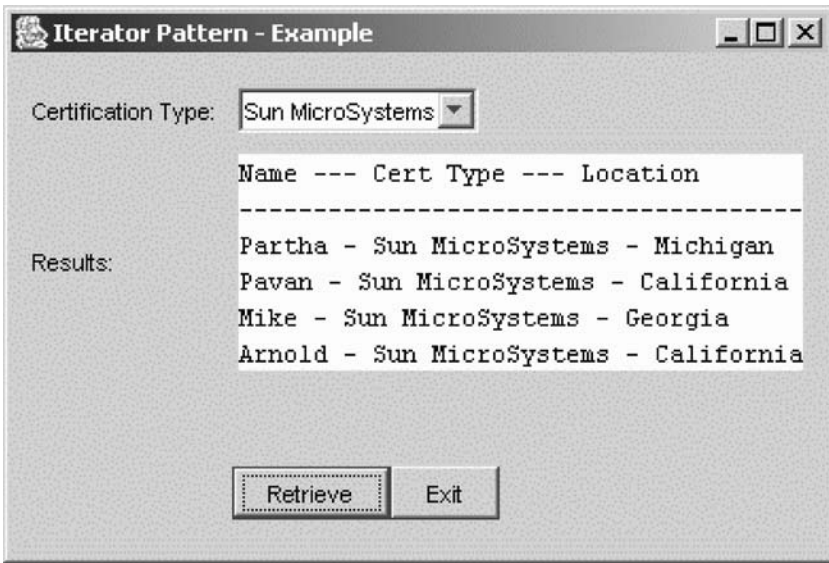 Iterator Pattern - Example
Certification Type: Sun MicroSystems
Name --- Cert Type --- Location
--------------------------------------
Results:
Partha - Sun MicroSystems - Michigan
Pavan - Sun MicroSystems - California
Mike - Sun MicroSystems - Georgia
Arnold - Sun MicroSystems - California
Retrieve Exit